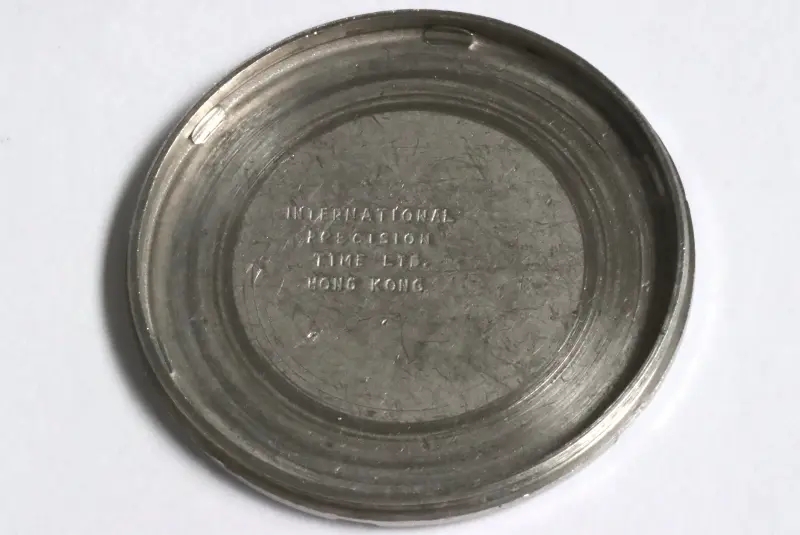 INTERNATIONAL
PRECISION
TIME LTD.
HONG KONG